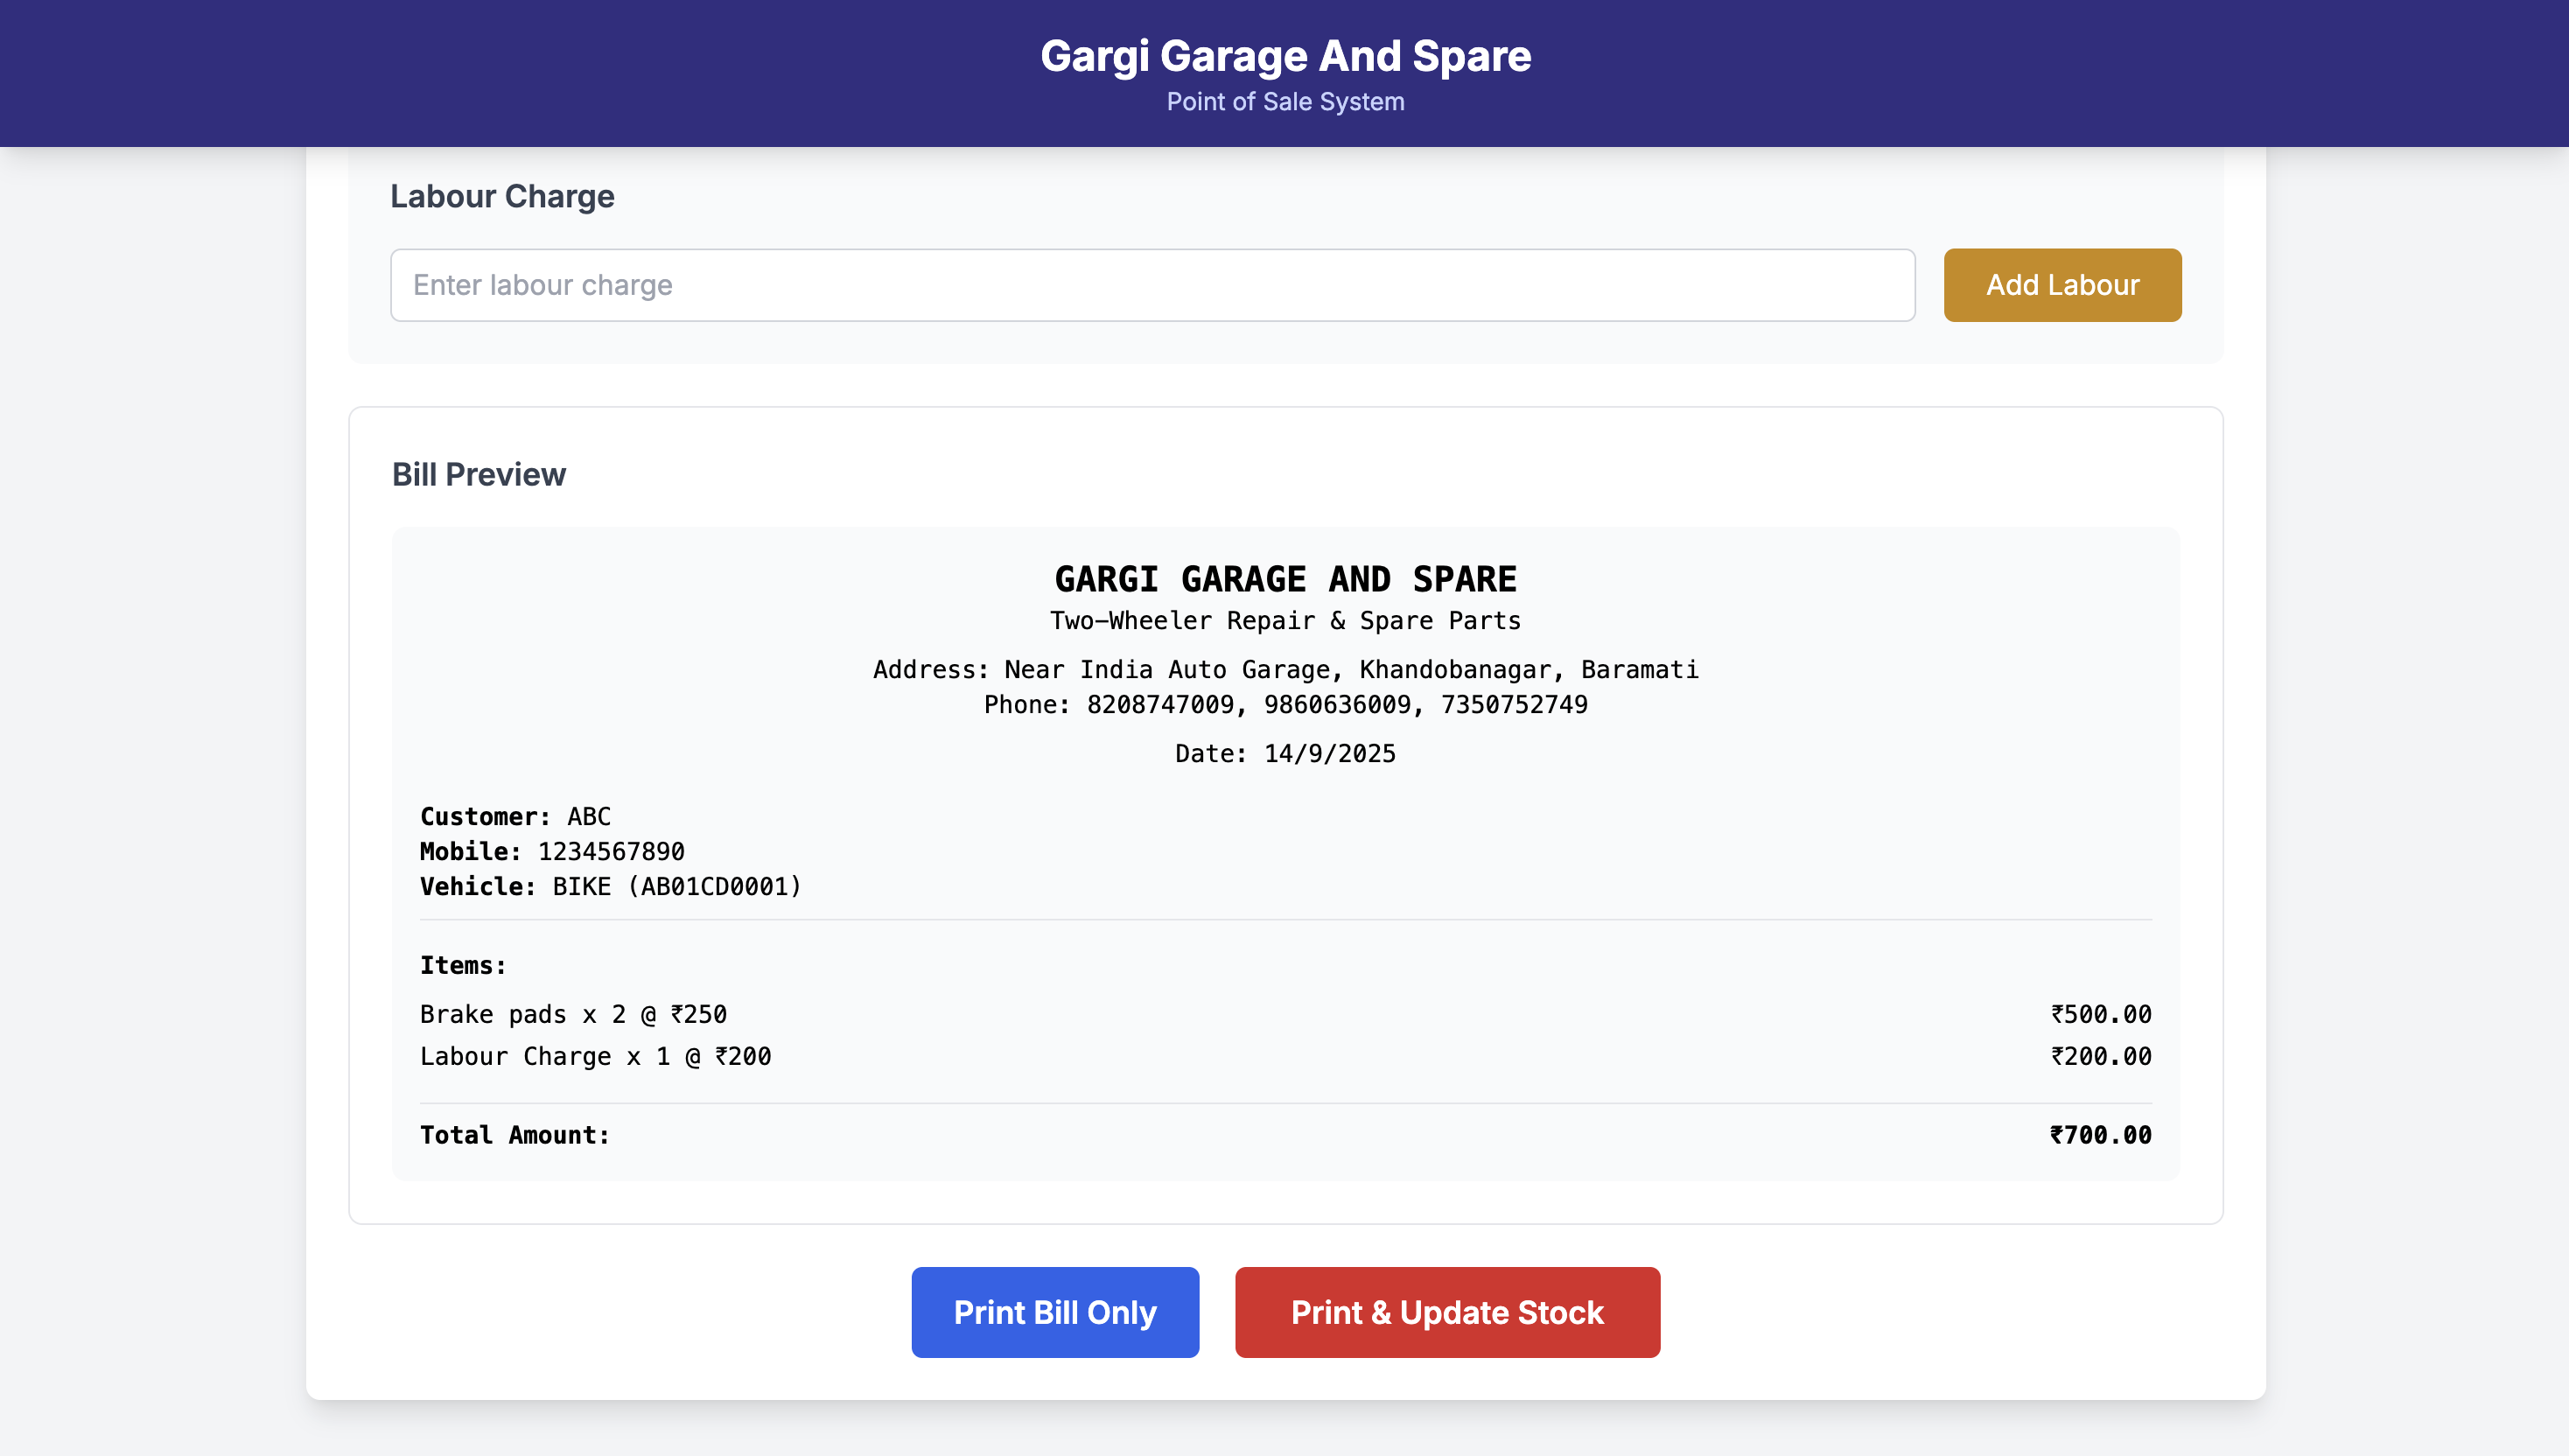 Gargi Garage And Spare
Point of Sale System
Labour Charge
Enter labour charge
Add Labour
Bill Preview
GARGI GARAGE AND SPARE
Two-Wheeler Repair & Spare Parts
Address: Near India Auto Garage, Khandobanagar, Baramati
Phone: 8208747009, 9860636009, 7350752749
Date: 14/9/2025
Customer: ABC
Mobile: 1234567890
Vehicle: BIKE (AB01CD0001)
Items:
Brake pads x 2 @ ₹250 ₹500.00
Labour Charge x 1 @ ₹200 ₹200.00
Total Amount: ₹700.00
Print Bill Only
Print & Update Stock